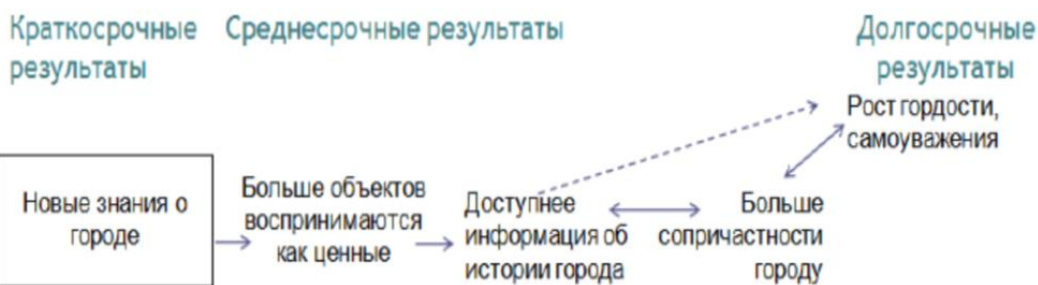 Краткосрочные
результаты
Среднесрочные результаты
Долгосрочные
результаты
Рост гордости,
самоуважения
Новые знания о
городе
Больше объектов
воспринимаются
как ценные
Доступнее
информация об
истории города
Больше
сопричастности
городу